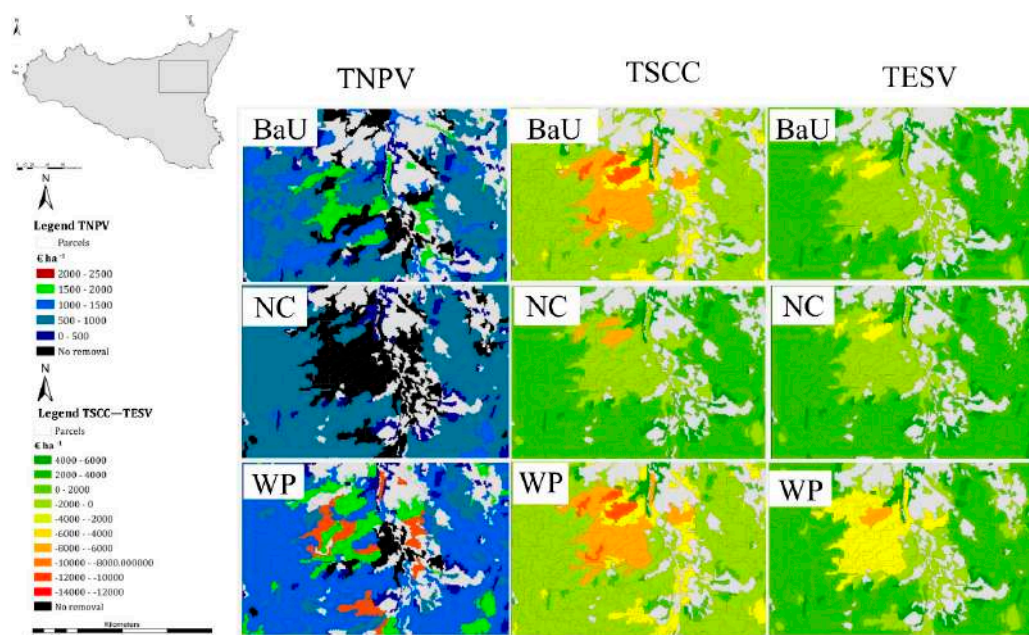 N
N
Legend TNPV
Parcels
€ ha ⁻¹
2000 - 2500
1500 - 2000
1000 - 1500
500 - 1000
0 - 500
No removal
N
Legend TSCC—TESV
Parcels
€ ha ⁻¹
4000 - 6000
2000 - 4000
0 - 2000
-2000 - 0
-4000 - -2000
-6000 - -4000
-8000 - -6000
-10000 - -8000.000000
-12000 - -10000
-14000 - -12000
No removal
Kilometers
TNPV TSCC TESV
BaU BaU BaU
NC NC NC
WP WP WP